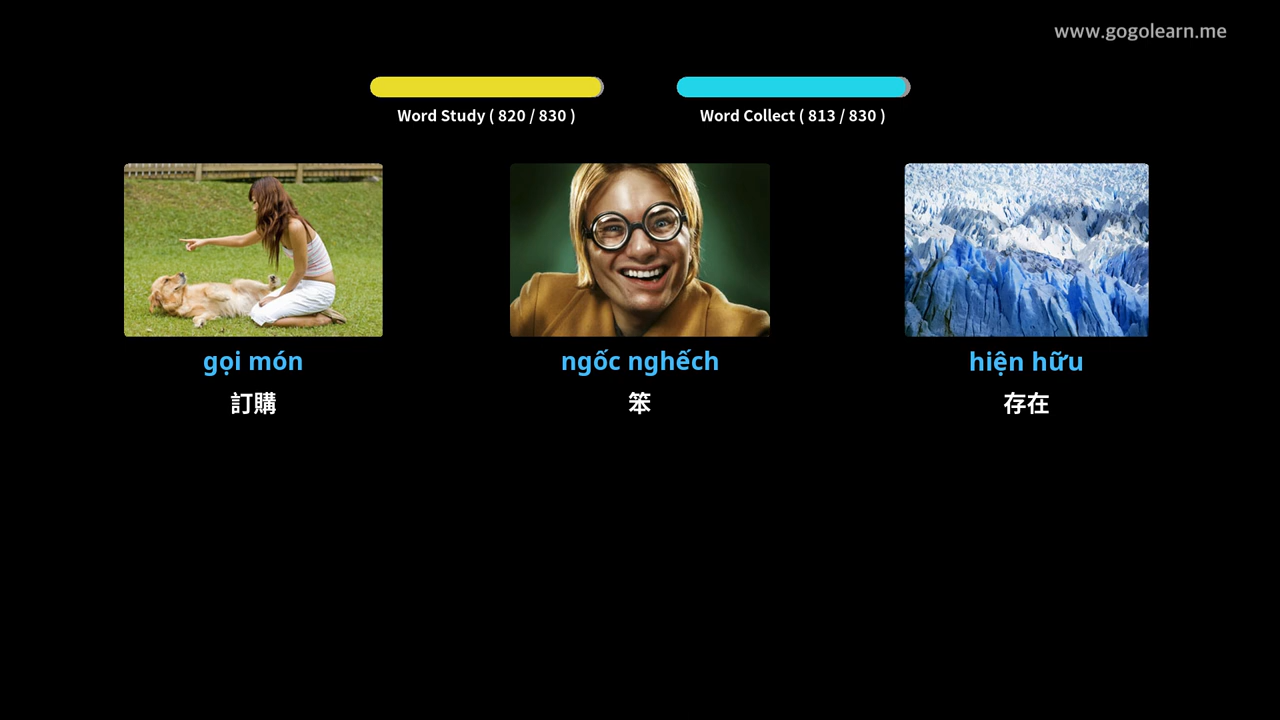 www.gogolearn.me
Word Study ( 820 / 830 )
Word Collect ( 813 / 830 )
gọi món
ngốc nghếch
hiện hữu
訂購
笨
存在